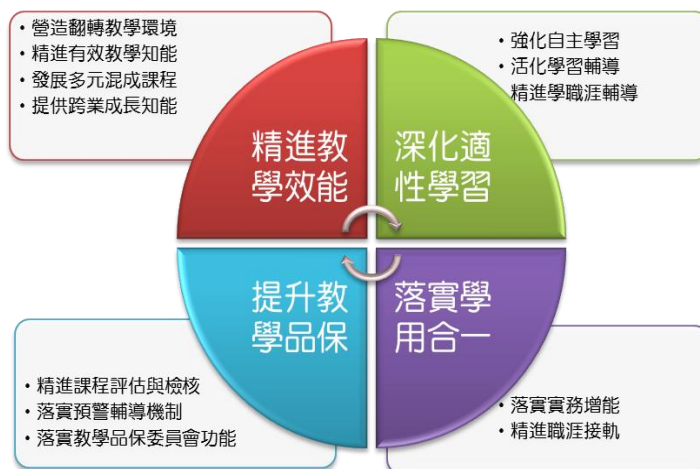 • 營造翻轉教學環境
• 精進有效教學知能
• 發展多元混成課程
• 提供跨業成長知能
• 強化自主學習
• 活化學習輔導
精進學職涯輔導
精進教
學效能
深化適
性學習
提升教
學品保
落實學
用合一
• 精進課程評估與檢核
• 落實預警輔導機制
• 落實教學品保委員會功能
• 落實實務增能
• 精進職涯接軌